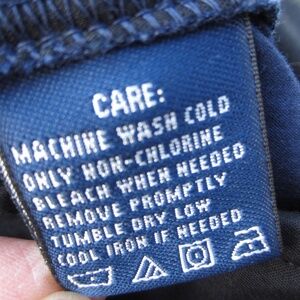 CARE:
MACHINE WASH COLD
ONLY NON-CHLORINE
BLEACH WHEN NEEDED
REMOVE PROMPTLY
TUMBLE DRY LOW
COOL IRON IF NEEDED